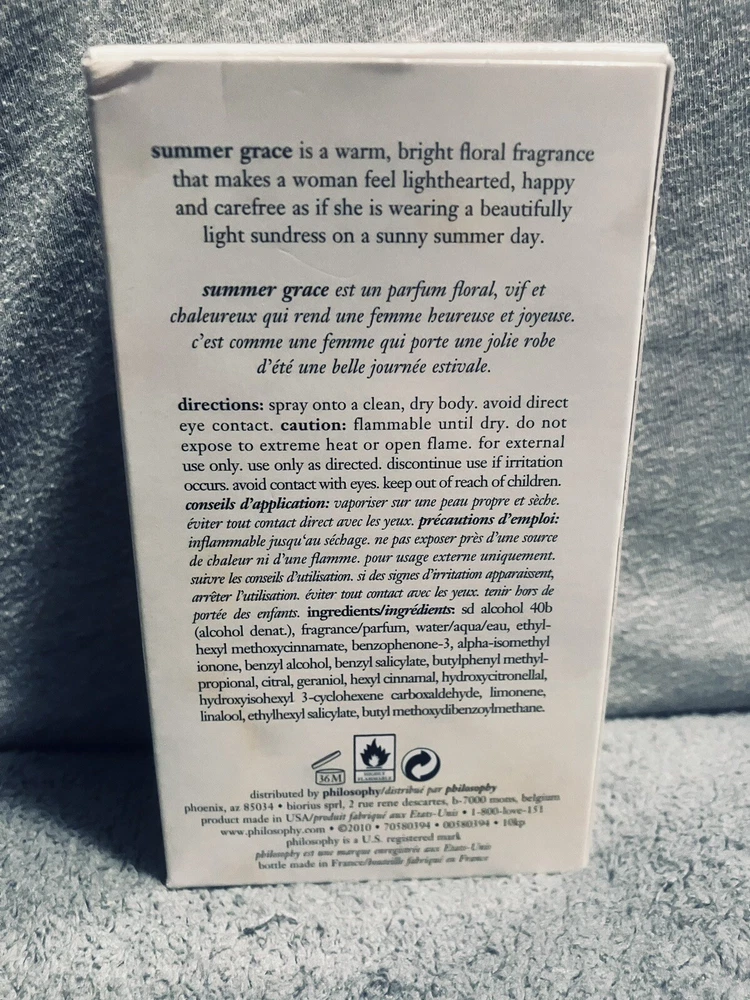 summer grace is a warm, bright floral fragrance
that makes a woman feel lighthearted, happy
and carefree as if she is wearing a beautifully
light sundress on a sunny summer day.
summer grace est un parfum floral, vif et
chaleureux qui rend une femme heureuse et joyeuse.
c'est comme une femme qui porte une jolie robe
d'été une belle journée estivale.
directions: spray onto a clean, dry body. avoid direct
eye contact. caution: flammable until dry. do not
expose to extreme heat or open flame. for external
use only. use only as directed. discontinue use if irritation
occurs. avoid contact with eyes. keep out of reach of children.
conseils d'application: vaporiser sur une peau propre et sèche.
éviter tout contact direct avec les yeux. précautions d'emploi:
inflammable jusqu'au séchage. ne pas exposer près d'une source
de chaleur ni d'une flamme. pour usage externe uniquement.
suivre les conseils d'utilisation. si des signes d'irritation apparaissent,
arrêter l'utilisation. éviter tout contact avec les yeux. tenir hors de
portée des enfants. ingredients/ingrédients: sd alcohol 40b
(alcohol denat.), fragrance/parfum, water/aqua/eau, ethyl-
hexyl methoxycinnamate, benzophenone-3, alpha-isomethyl
ionone, benzyl alcohol, benzyl salicylate, butylphenyl methyl-
propional, citral, geraniol, hexyl cinnamal, hydroxycitronellal,
hydroxyisohexyl 3-cyclohexene carboxaldehyde, limonene,
linalool, ethylhexyl salicylate, butyl methoxydibenzoylmethane.
36M
HIGHLY
FLAMMABLE
distributed by philosophy/distribué par philosophy
phoenix, az 85034 • biorius sprl, 2 rue rene descartes, b-7000 mons, belgium
product made in USA/produit fabriqué aux Etats-Unis • 1-800-love-151
www.philosophy.com • ©2010 • 70580394 • 00580394 • 10kp
philosophy is a U.S. registered mark
philosophy est une marque enregistrée aux Etats-Unis
bottle made in France/bouteille fabriqué en France